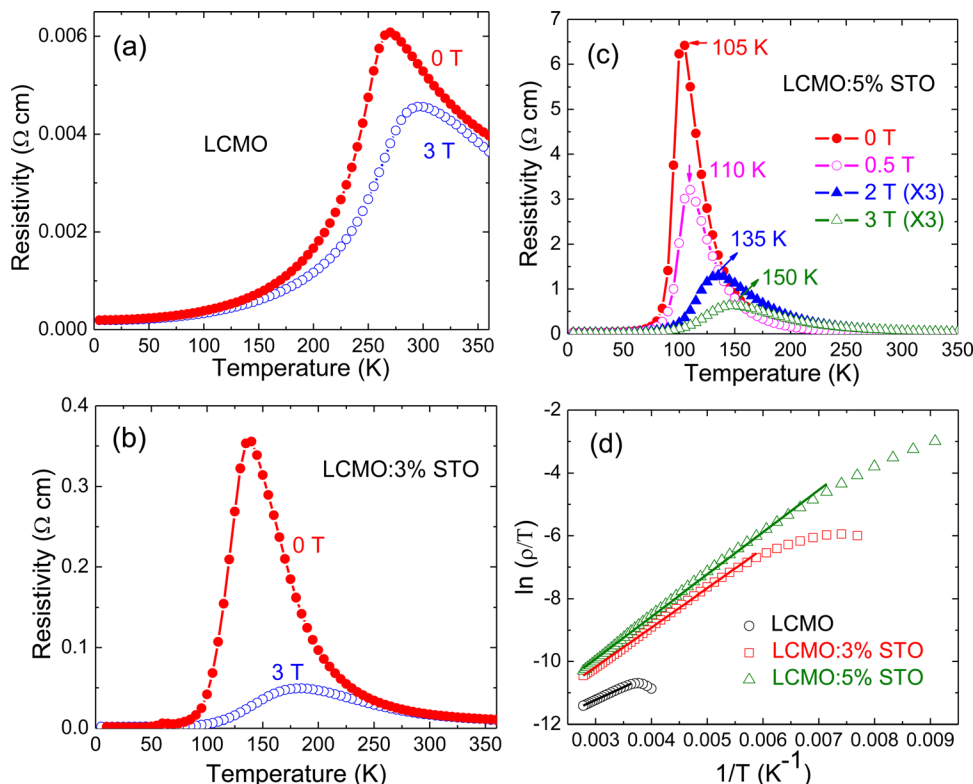 (a)
0.006
0.004
0.002
0.000
Resistivity (Ω cm)
0 T
3 T
LCMO
0 50 100 150 200 250 300 350
Temperature (K)
(c)
7
6
5
4
3
2
1
0
Resistivity (Ω cm)
105 K
LCMO:5% STO
0 T
0.5 T
2 T (X3)
3 T (X3)
110 K
135 K
150 K
0 50 100 150 200 250 300 350
Temperature (K)
(b)
0.4
0.3
0.2
0.1
0.0
Resistivity (Ω cm)
LCMO:3% STO
0 T
3 T
0 50 100 150 200 250 300 350
Temperature (K)
(d)
-2
-4
-6
-8
-10
-12
ln (ρ/T)
LCMO
LCMO:3% STO
LCMO:5% STO
0.003 0.004 0.005 0.006 0.007 0.008 0.009
1/T (K⁻¹)